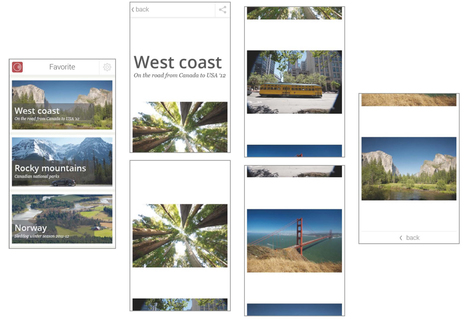 Favorite
West coast
On the road from Canada to USA '12
Rocky mountains
Canadian national parks
Norway
back
West coast
On the road from Canada to USA '12
back